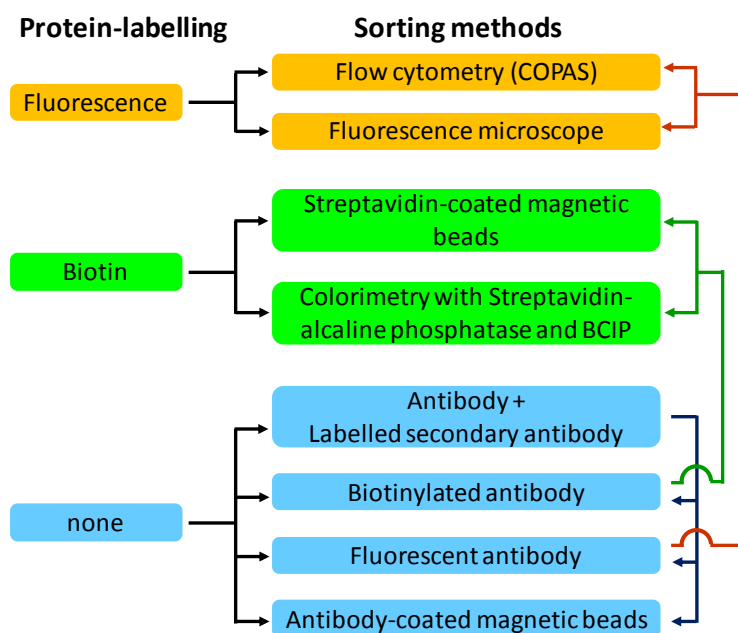 Protein-labelling
Sorting methods
Fluorescence
Flow cytometry (COPAS)
Fluorescence microscope
Biotin
Streptavidin-coated magnetic
beads
Colorimetry with Streptavidin-
alcaline phosphatase and BCIP
none
Antibody +
Labelled secondary antibody
Biotinylated antibody
Fluorescent antibody
Antibody-coated magnetic beads